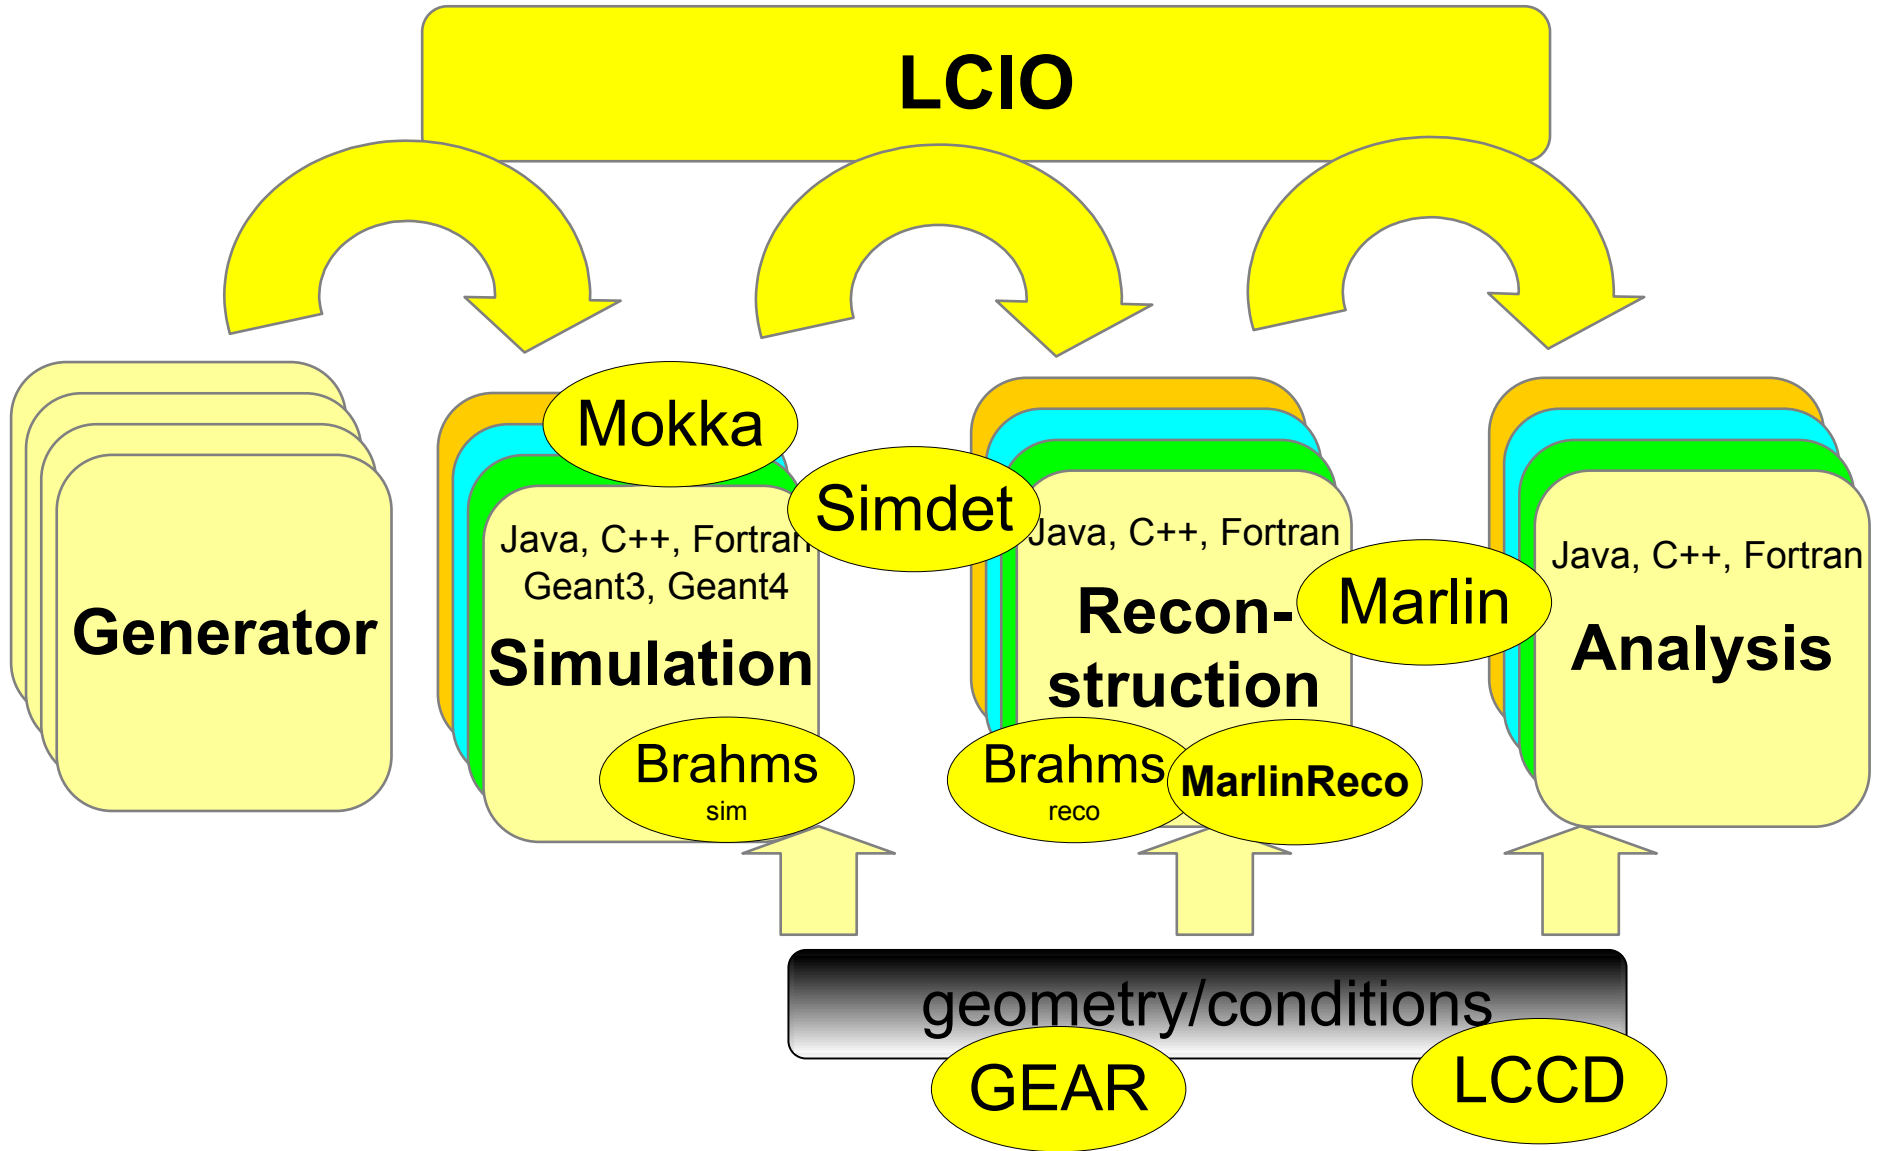 LCIO
Generator
Mokka
Java, C++, Fortran
Geant3, Geant4
Simulation
Brahms
sim
Simdet
Java, C++, Fortran
Recon-
struction
Brahms
reco
MarlinReco
Marlin
Java, C++, Fortran
Analysis
geometry/conditions
GEAR
LCCD